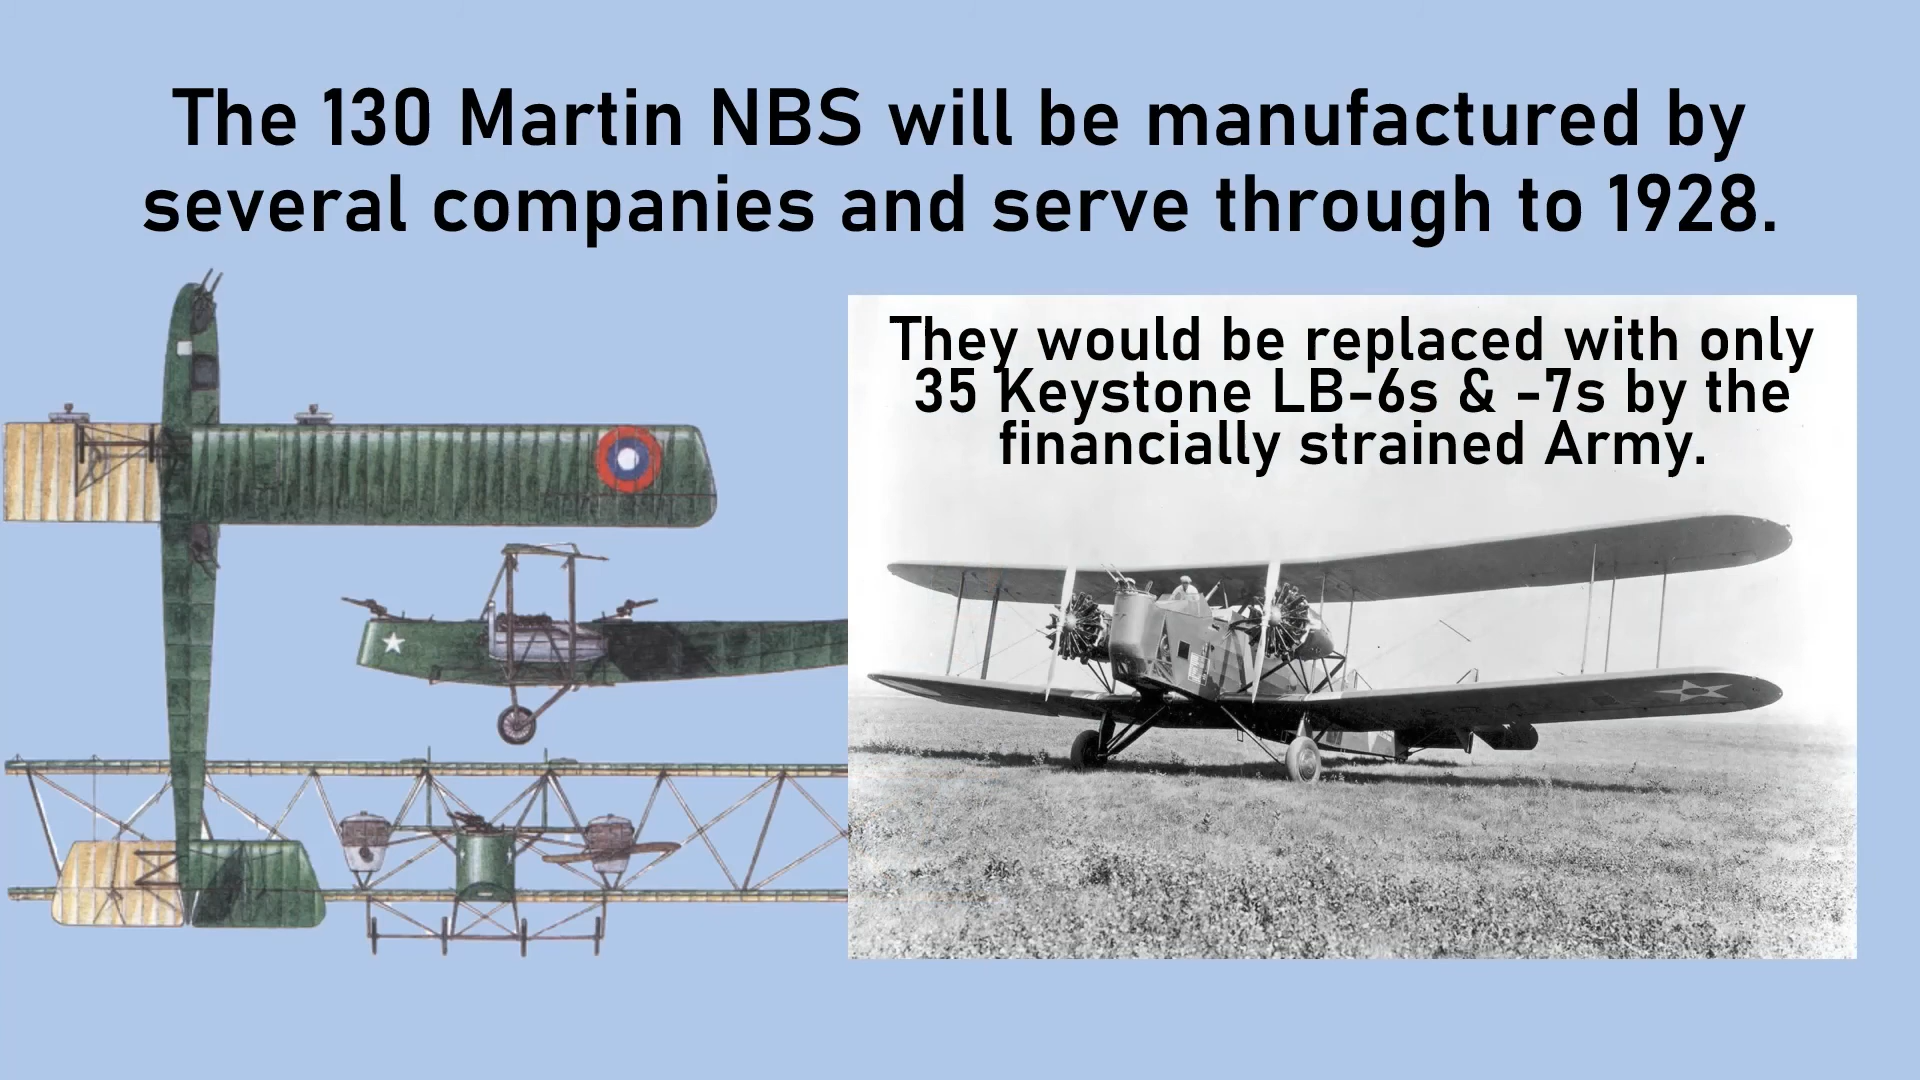 The 130 Martin NBS will be manufactured by
several companies and serve through to 1928.
They would be replaced with only
35 Keystone LB-6s & -7s by the
financially strained Army.